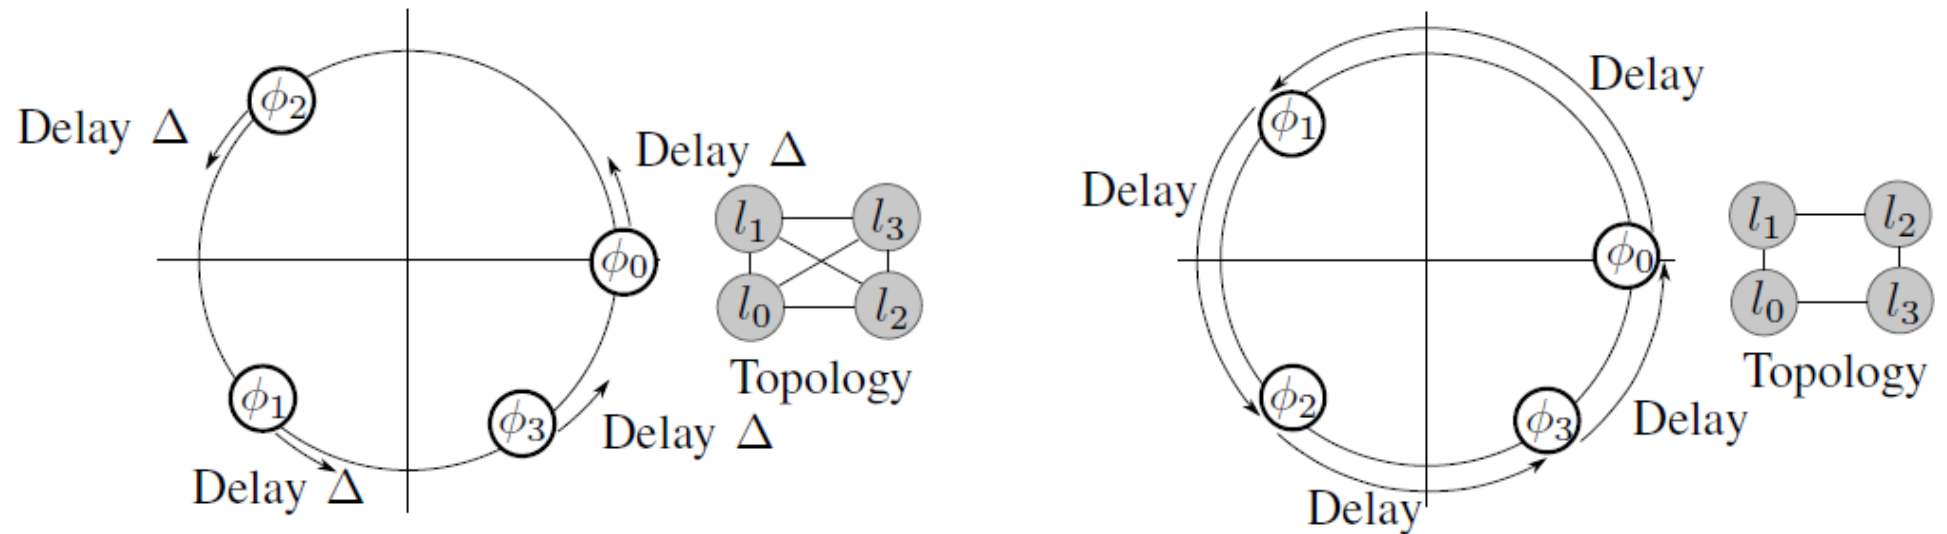 ϕ₂
Delay Δ
Delay Δ
ϕ₀
ϕ₁
ϕ₃
Delay Δ
Delay Δ
l₁ l₃
l₀ l₂
Topology
Delay
ϕ₁
Delay
ϕ₀
ϕ₂
ϕ₃
Delay
Delay
l₁ l₂
l₀ l₃
Topology